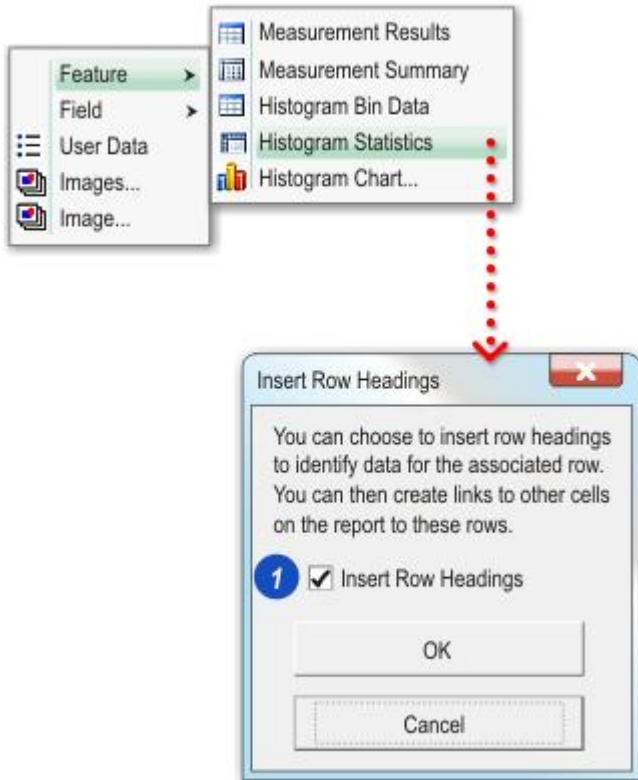 Feature
Field
User Data
Images...
Image...
Measurement Results
Measurement Summary
Histogram Bin Data
Histogram Statistics
Histogram Chart...
Insert Row Headings
You can choose to insert row headings
to identify data for the associated row.
You can then create links to other cells
on the report to these rows.
1 Insert Row Headings
OK
Cancel